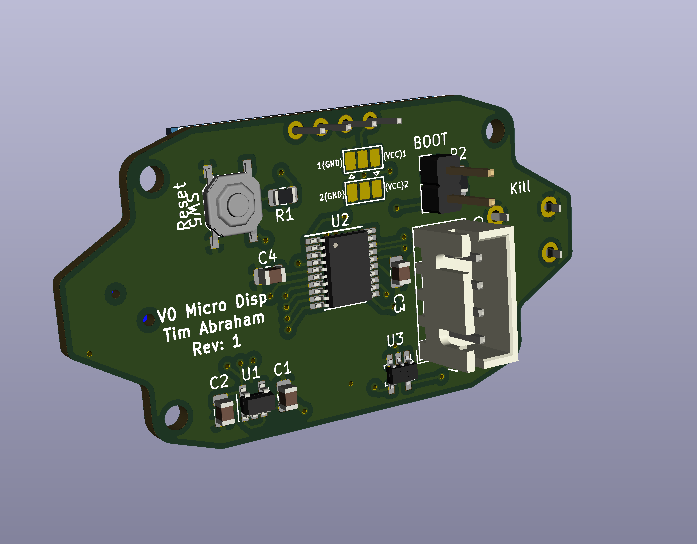 BOOT
P2
1(GND)
(VCC)1
2(GND)
(VCC)2
Kill
Reset
SW5
R1
U2
C4
C3
V0 Micro Disp
Tim Abraham
Rev: 1
U3
C2
U1
C1